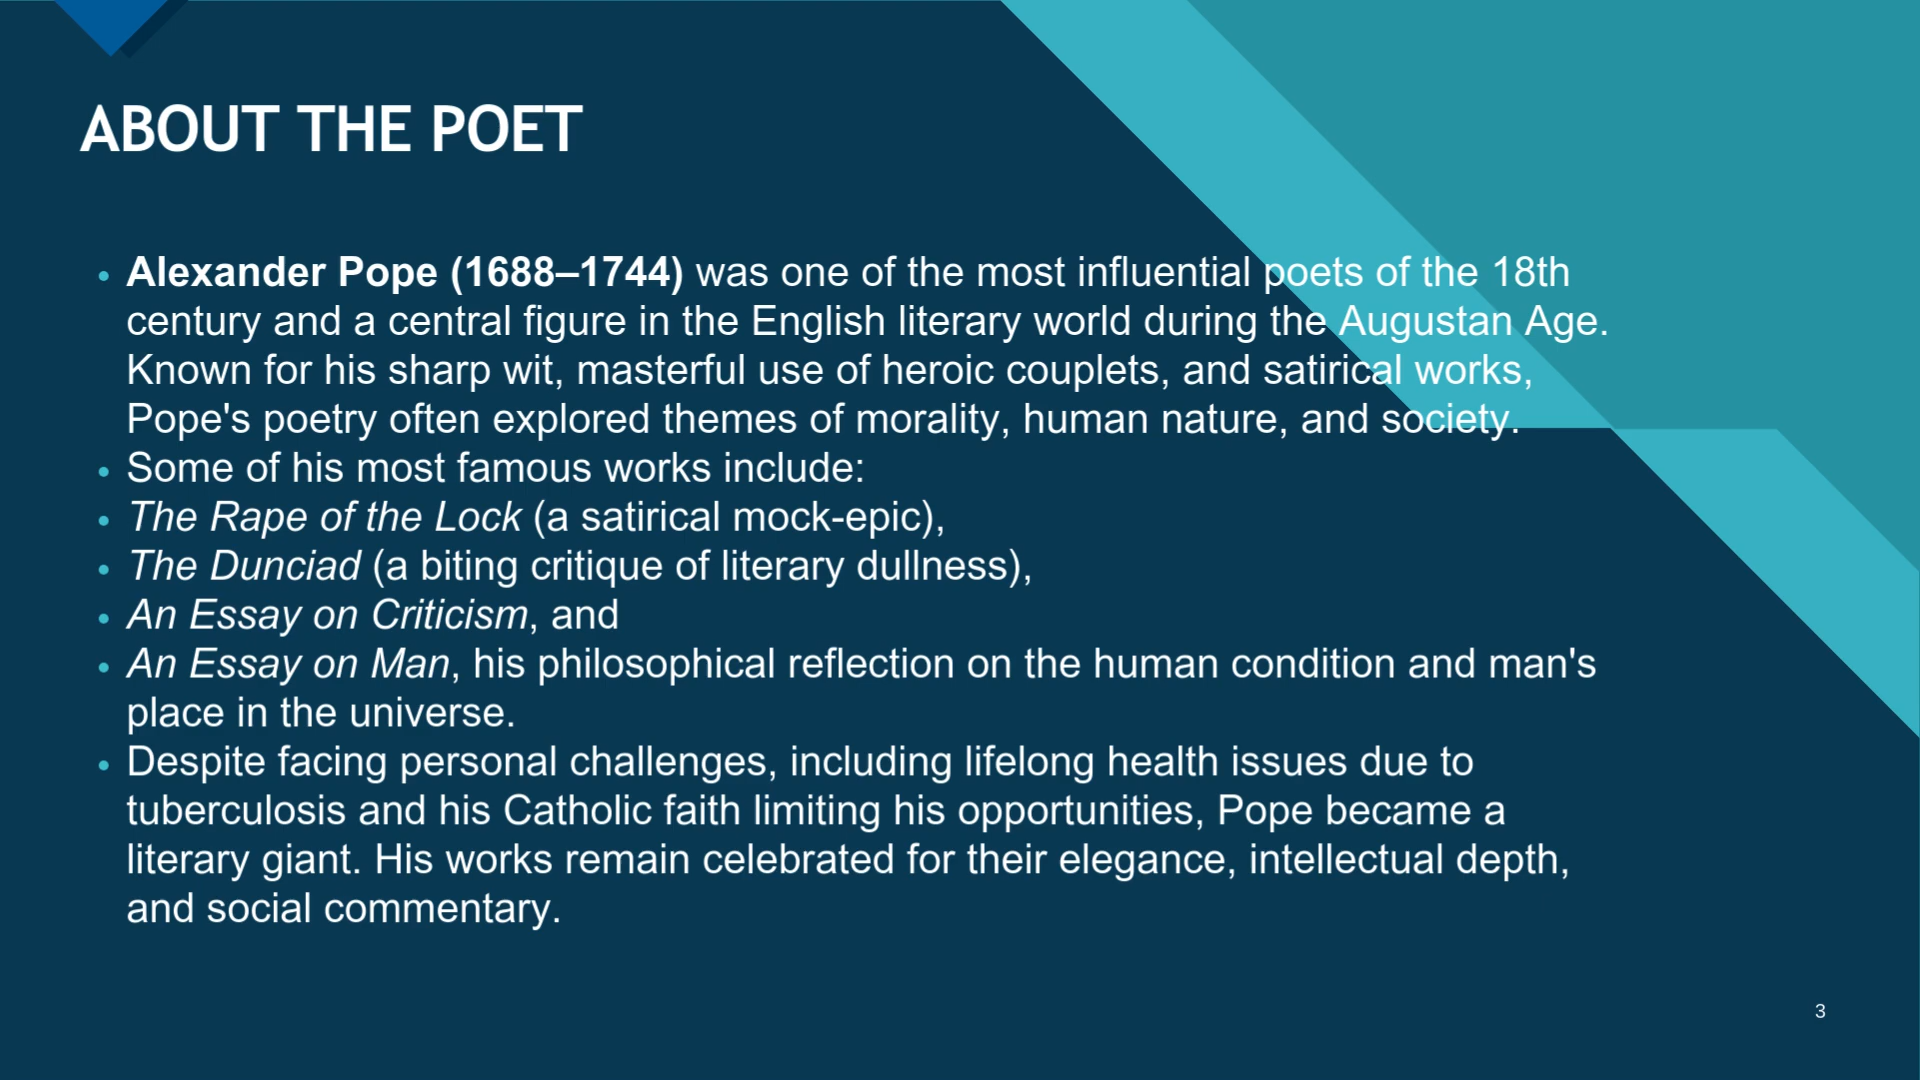 ABOUT THE POET
• Alexander Pope (1688–1744) was one of the most influential poets of the 18th
century and a central figure in the English literary world during the Augustan Age.
Known for his sharp wit, masterful use of heroic couplets, and satirical works,
Pope's poetry often explored themes of morality, human nature, and society.
• Some of his most famous works include:
• The Rape of the Lock (a satirical mock-epic),
• The Dunciad (a biting critique of literary dullness),
• An Essay on Criticism, and
• An Essay on Man, his philosophical reflection on the human condition and man's
place in the universe.
• Despite facing personal challenges, including lifelong health issues due to
tuberculosis and his Catholic faith limiting his opportunities, Pope became a
literary giant. His works remain celebrated for their elegance, intellectual depth,
and social commentary.
3